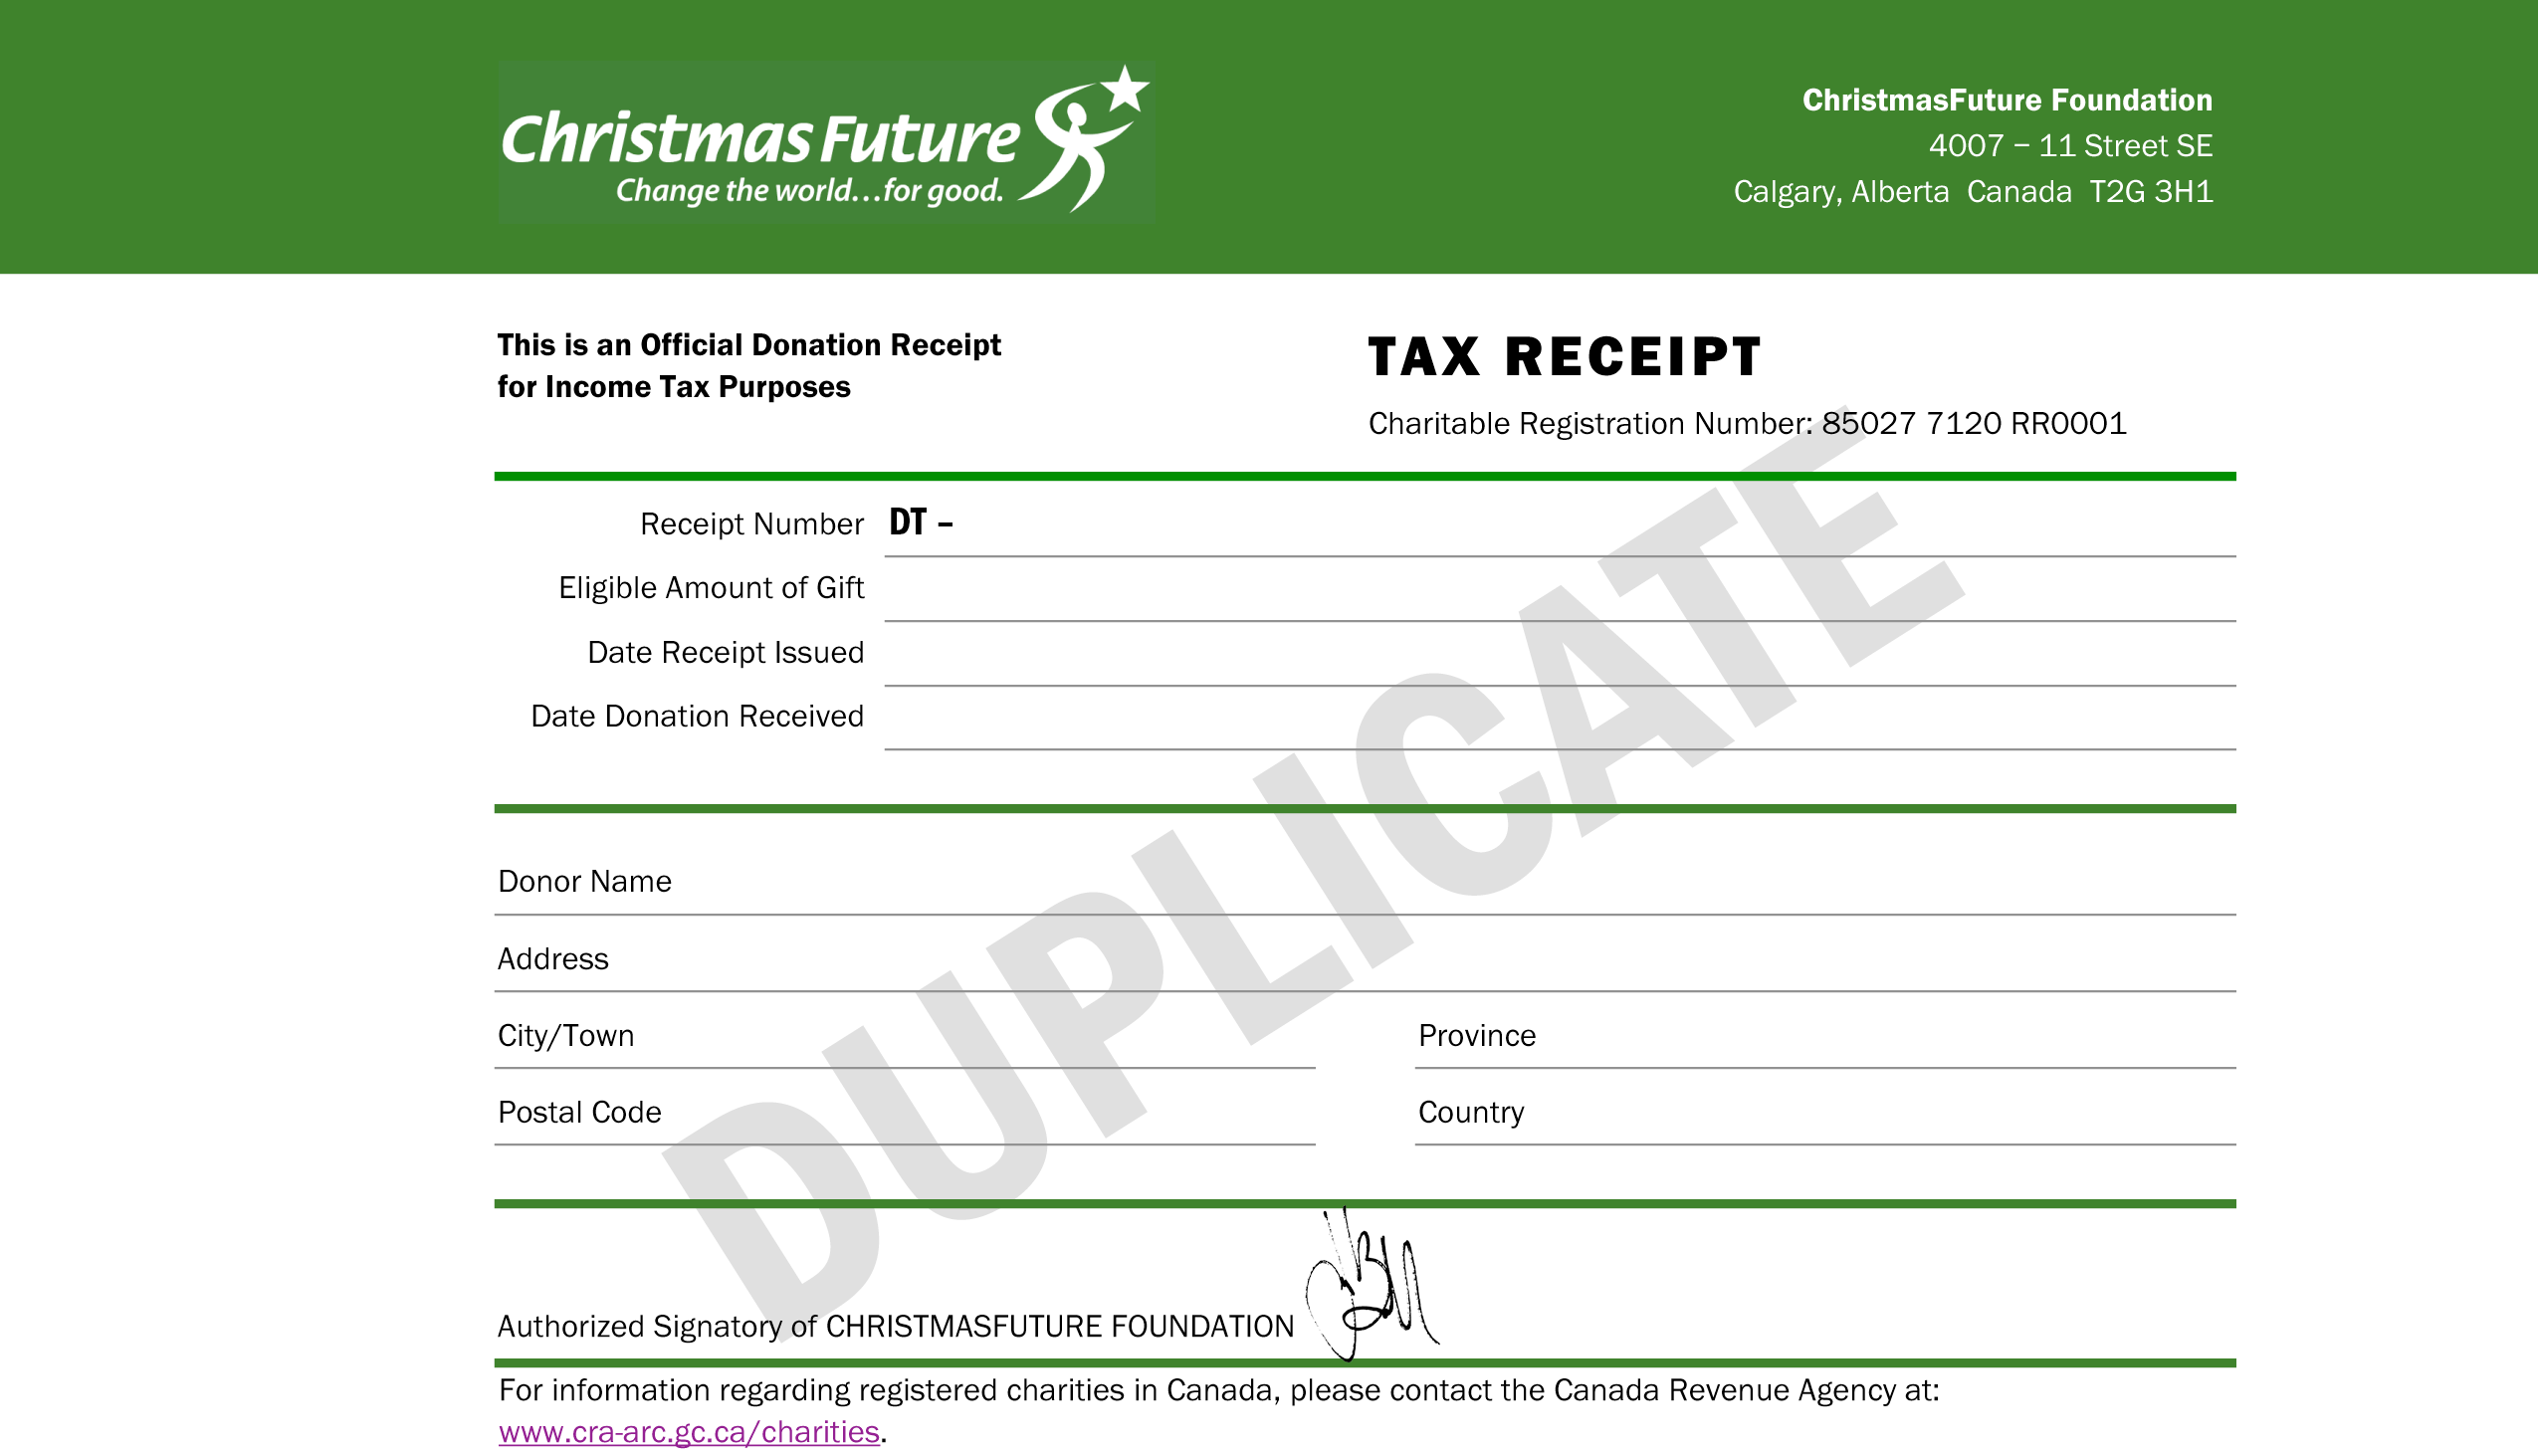 ChristmasFuture
Change the world...for good.
ChristmasFuture Foundation
4007 – 11 Street SE
Calgary, Alberta  Canada  T2G 3H1
This is an Official Donation Receipt
for Income Tax Purposes
TAX RECEIPT
Charitable Registration Number: 85027 7120 RR0001
Receipt Number DT –
Eligible Amount of Gift
Date Receipt Issued
Date Donation Received
DUPLICATE
Donor Name
Address
City/Town Province
Postal Code Country
Authorized Signatory of CHRISTMASFUTURE FOUNDATION
For information regarding registered charities in Canada, please contact the Canada Revenue Agency at:
www.cra-arc.gc.ca/charities.